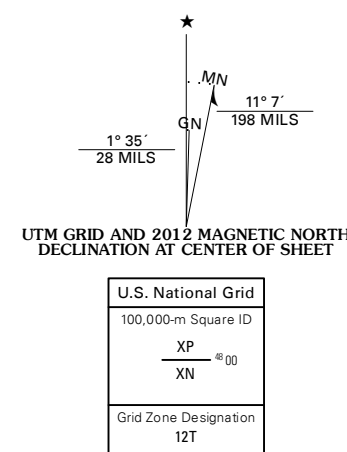 ★
MN
GN
11° 7´
198 MILS
1° 35´
28 MILS
UTM GRID AND 2012 MAGNETIC NORTH
DECLINATION AT CENTER OF SHEET
U.S. National Grid
100,000-m Square ID
XP
48 00
XN
Grid Zone Designation
12T